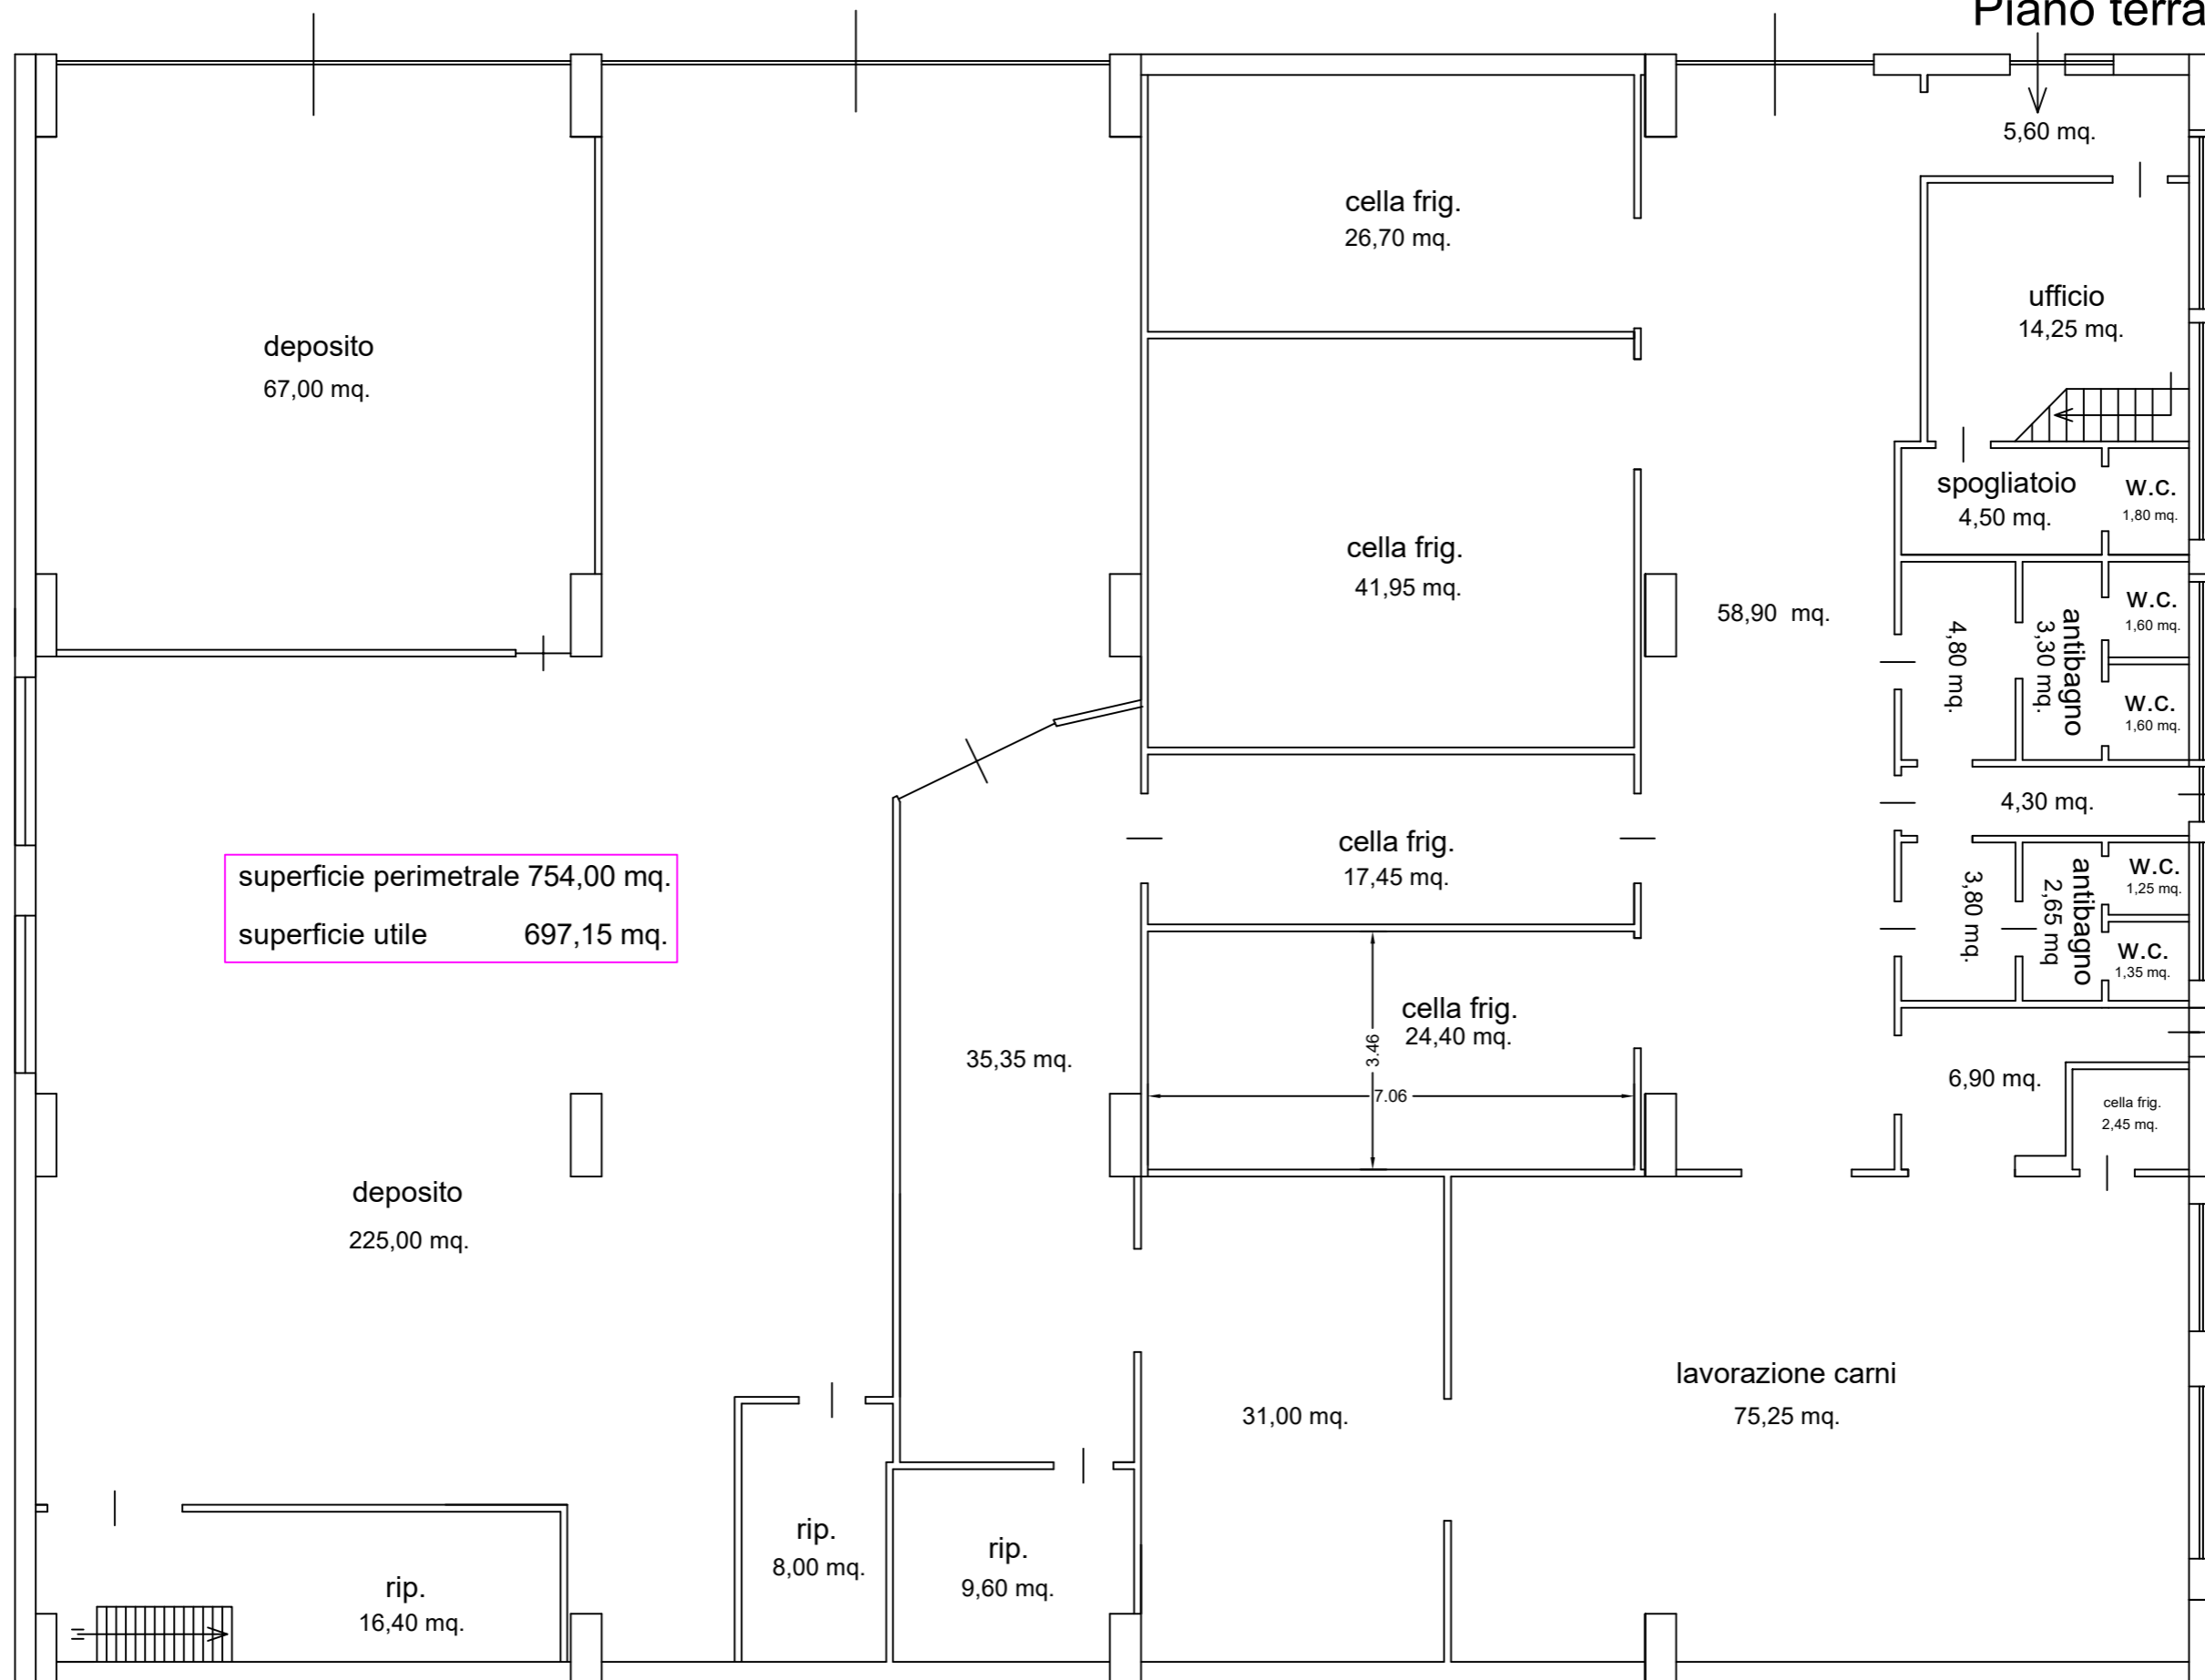 Piano terra
5,60 mq.
cella frig.
26,70 mq.
ufficio
14,25 mq.
deposito
67,00 mq.
spogliatoio
4,50 mq.
w.c.
1,80 mq.
cella frig.
41,95 mq.
58,90 mq.
4,80 mq.
antibagno
3,30 mq.
w.c.
1,60 mq.
w.c.
1,60 mq.
4,30 mq.
cella frig.
17,45 mq.
superficie perimetrale 754,00 mq.
superficie utile 697,15 mq.
3,80 mq.
antibagno
2,65 mq
w.c.
1,25 mq.
w.c.
1,35 mq.
cella frig.
24,40 mq.
3.46
7.06
35,35 mq.
6,90 mq.
cella frig.
2,45 mq.
deposito
225,00 mq.
lavorazione carni
75,25 mq.
31,00 mq.
rip.
8,00 mq.
rip.
9,60 mq.
rip.
16,40 mq.